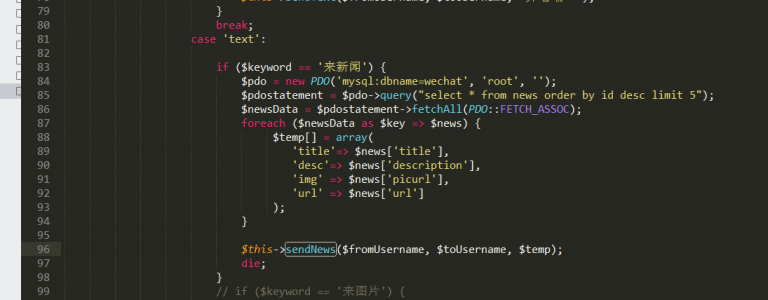 79 }
80 break;
81 case 'text':
82
83 if ($keyword == '来新闻') {
84 $pdo = new PDO('mysql:dbname=wechat', 'root', '');
85 $pdostatement = $pdo->query("select * from news order by id desc limit 5");
86 $newsData = $pdostatement->fetchAll(PDO::FETCH_ASSOC);
87 foreach ($newsData as $key => $news) {
88 $temp[] = array(
89 'title'=> $news['title'],
90 'desc'=> $news['description'],
91 'img' => $news['picurl'],
92 'url' => $news['url']
93 );
94 }
95
96 $this->sendNews($fromUsername, $toUsername, $temp);
97 die;
98 }
99 // if ($keyword == '来图片') {